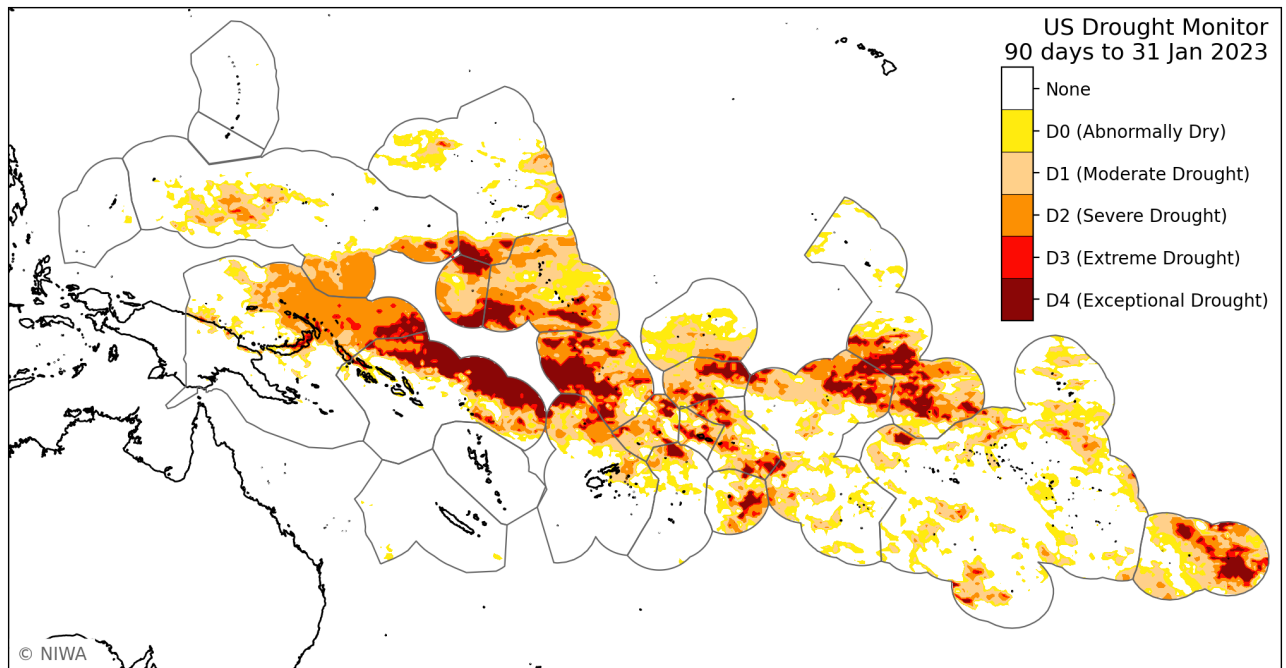 US Drought Monitor
90 days to 31 Jan 2023
None
D0 (Abnormally Dry)
D1 (Moderate Drought)
D2 (Severe Drought)
D3 (Extreme Drought)
D4 (Exceptional Drought)
© NIWA